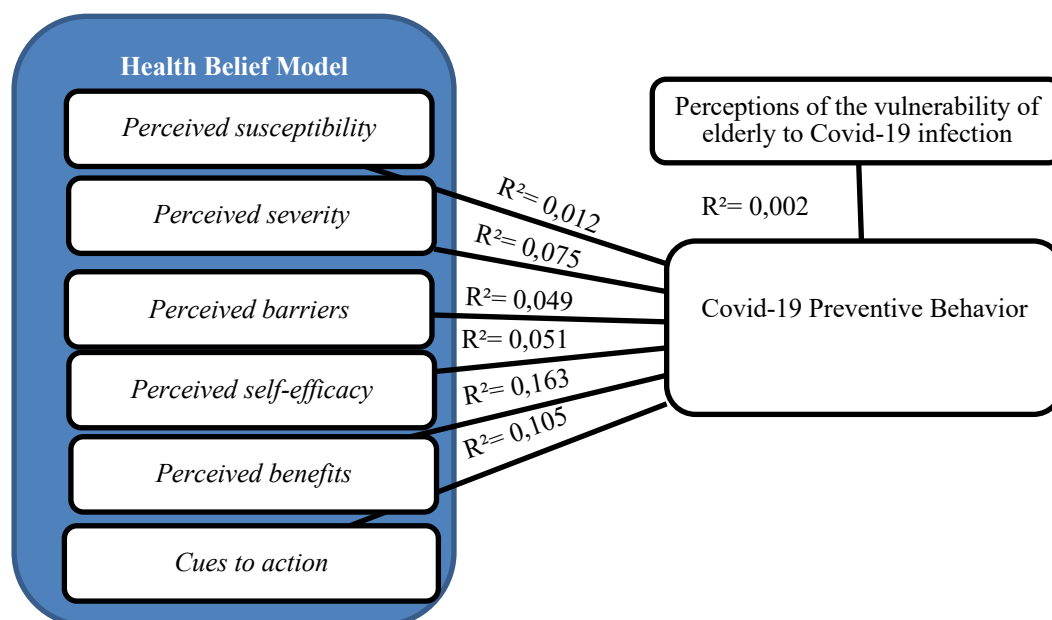 Health Belief Model
Perceived susceptibility
Perceived severity
Perceived barriers
Perceived self-efficacy
Perceived benefits
Cues to action
R²= 0,012
R²= 0,075
R²= 0,049
R²= 0,051
R²= 0,163
R²= 0,105
Perceptions of the vulnerability of
elderly to Covid-19 infection
R²= 0,002
Covid-19 Preventive Behavior